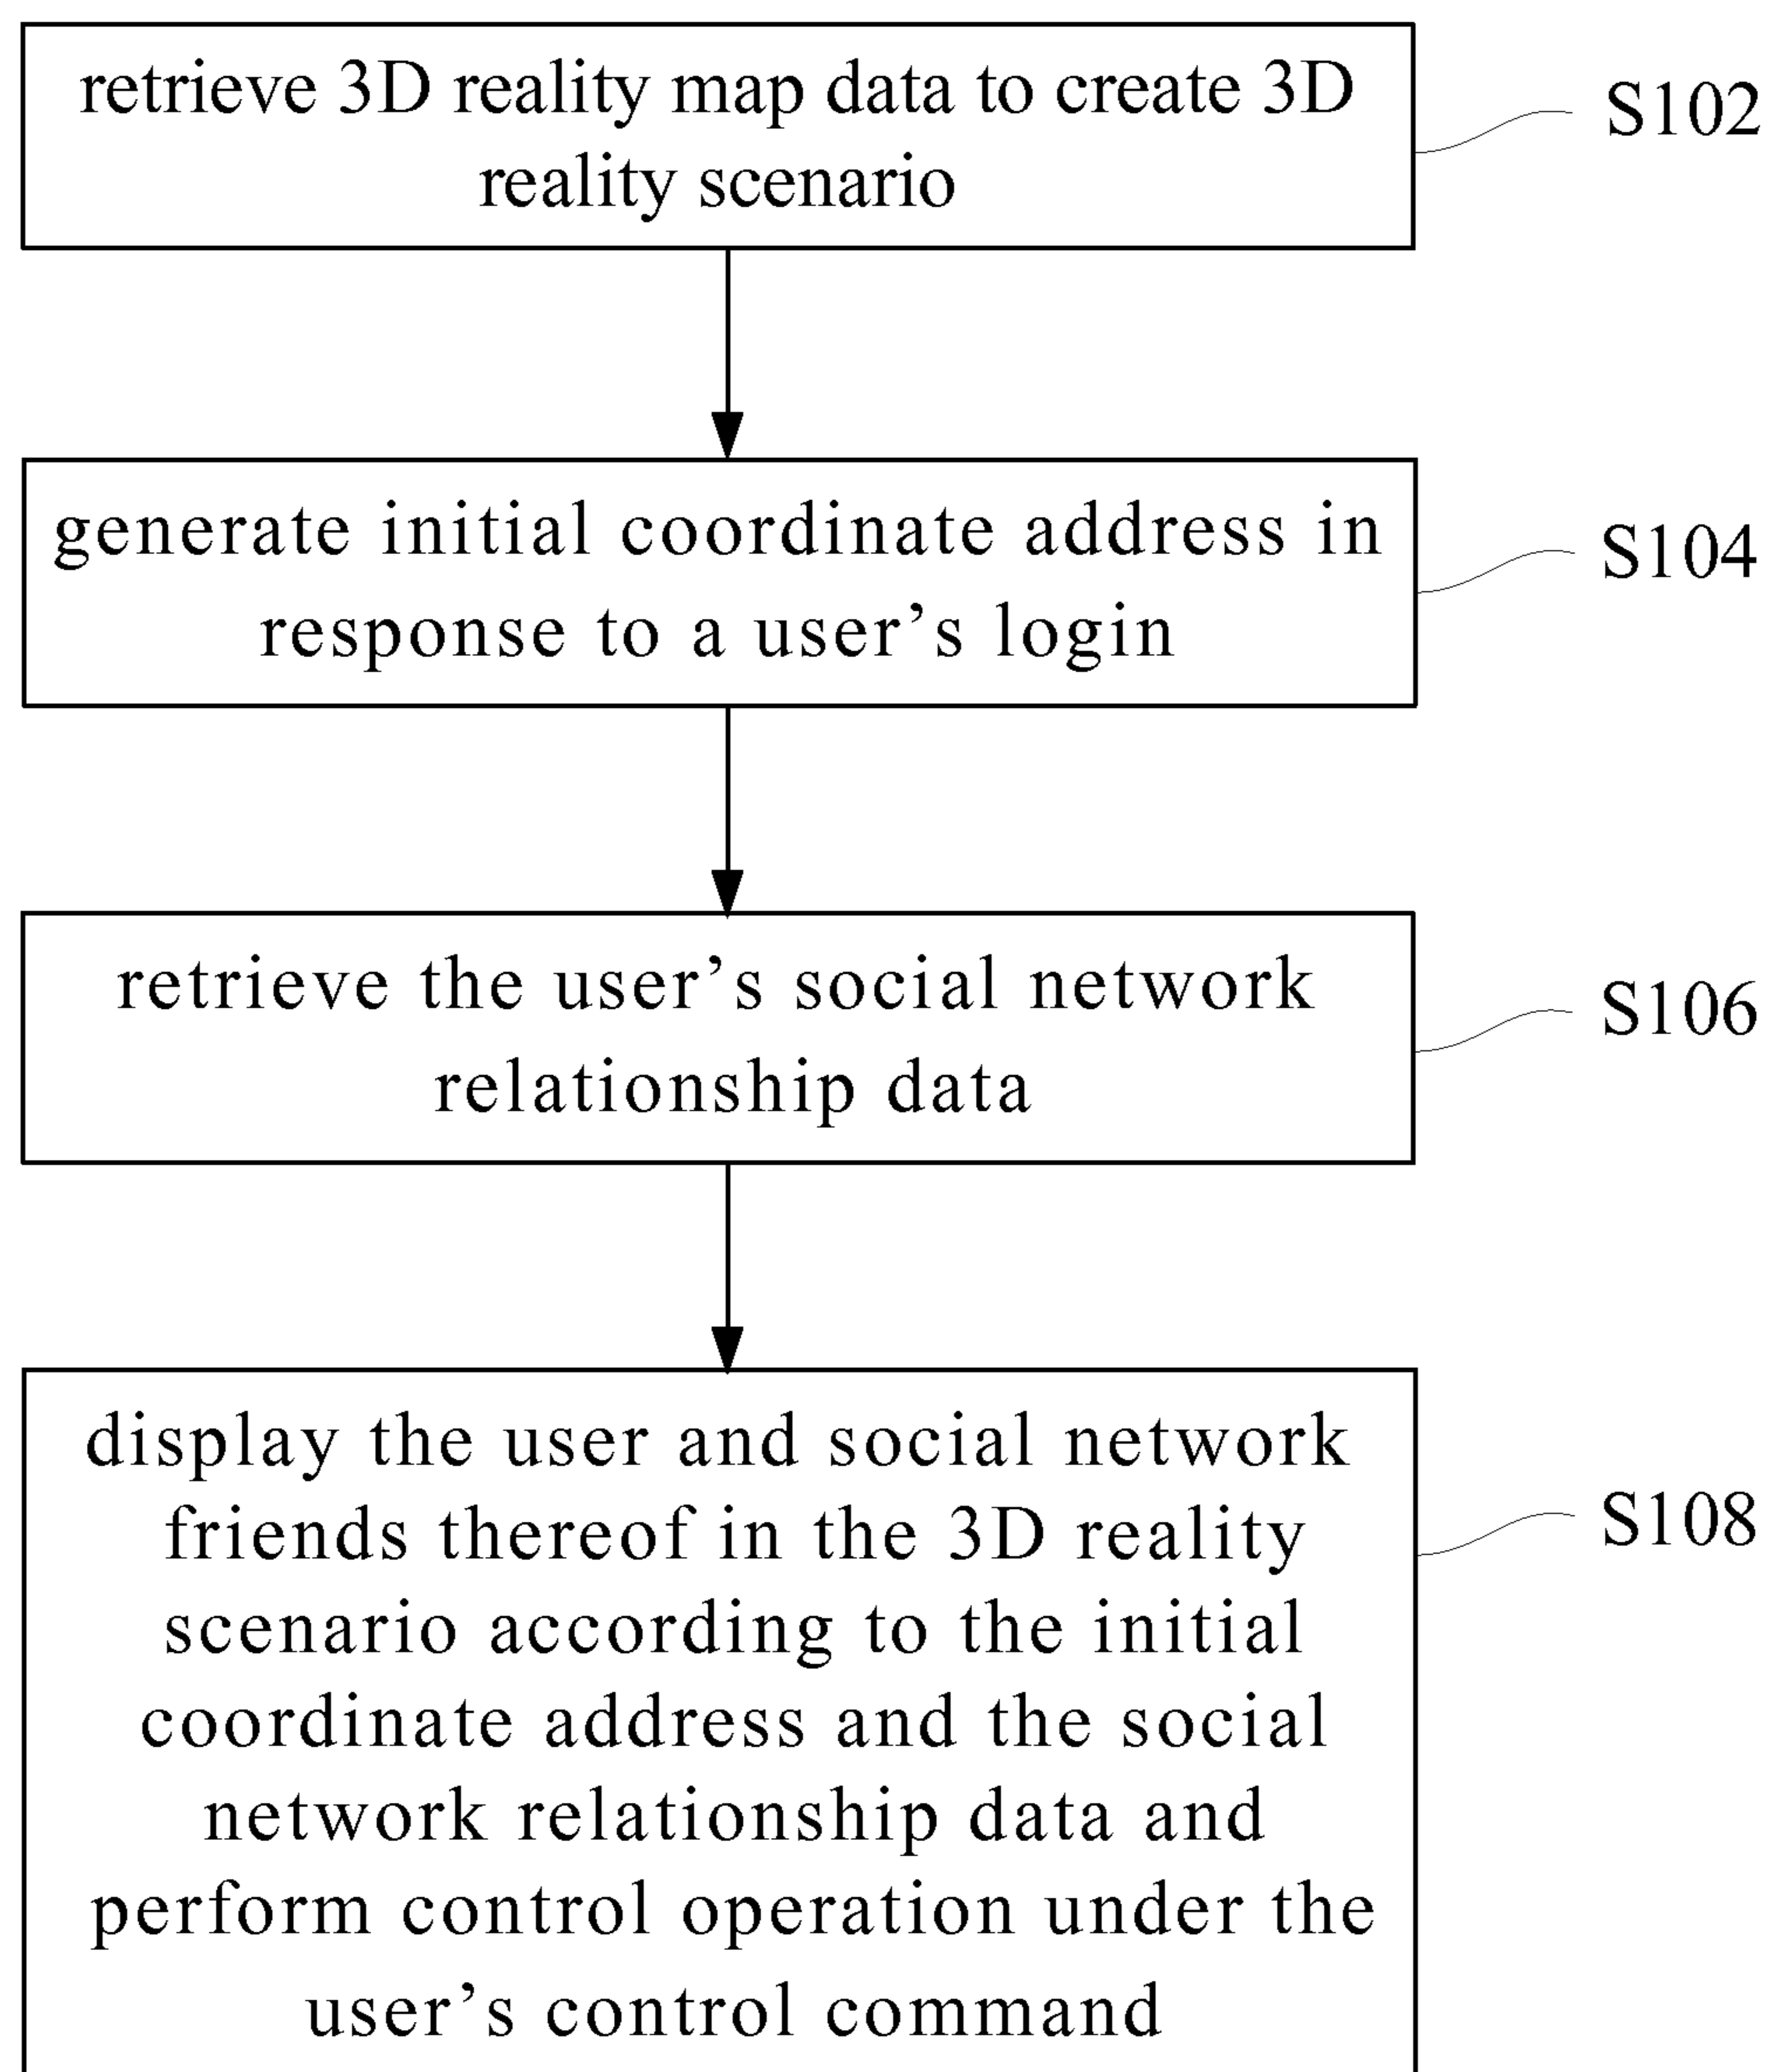 retrieve 3D reality map data to create 3D
reality scenario
S102
generate initial coordinate address in
response to a user’s login
S104
retrieve the user’s social network
relationship data
S106
display the user and social network
friends thereof in the 3D reality
scenario according to the initial
coordinate address and the social
network relationship data and
perform control operation under the
user’s control command
S108